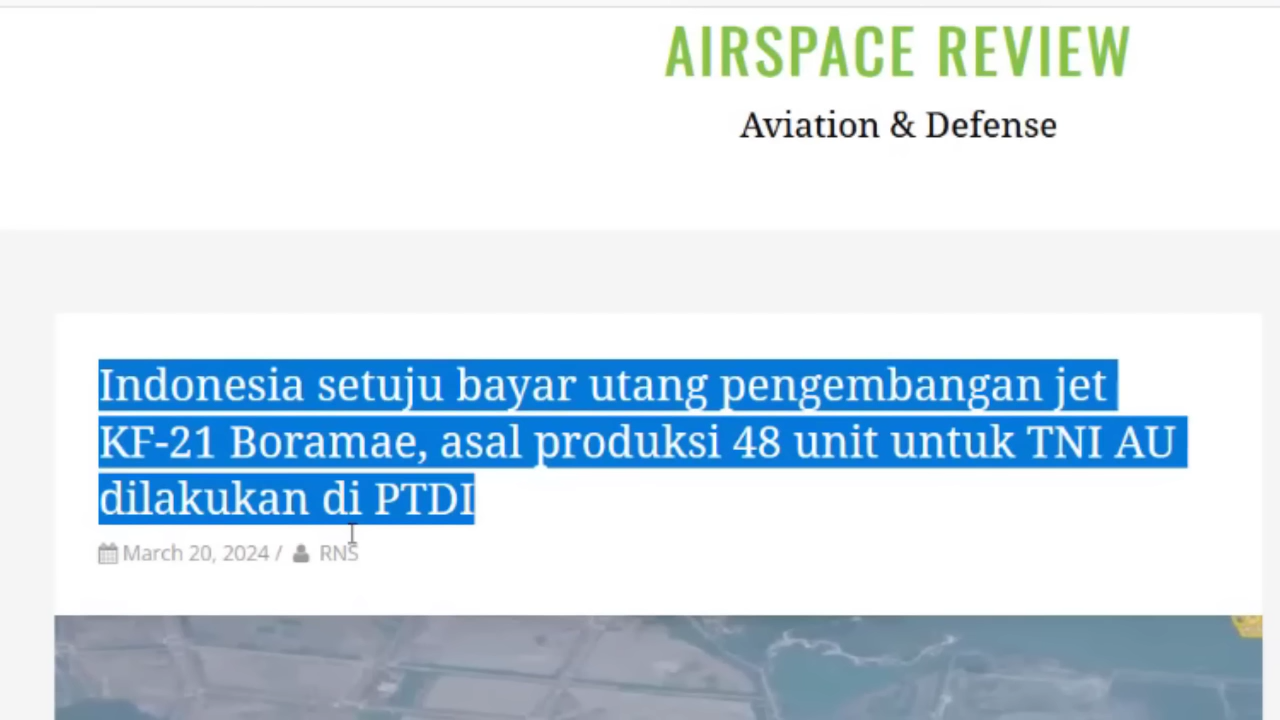 AIRSPACE REVIEW
Aviation & Defense
Indonesia setuju bayar utang pengembangan jet
KF-21 Boramae, asal produksi 48 unit untuk TNI AU
dilakukan di PTDI
March 20, 2024 / RNS